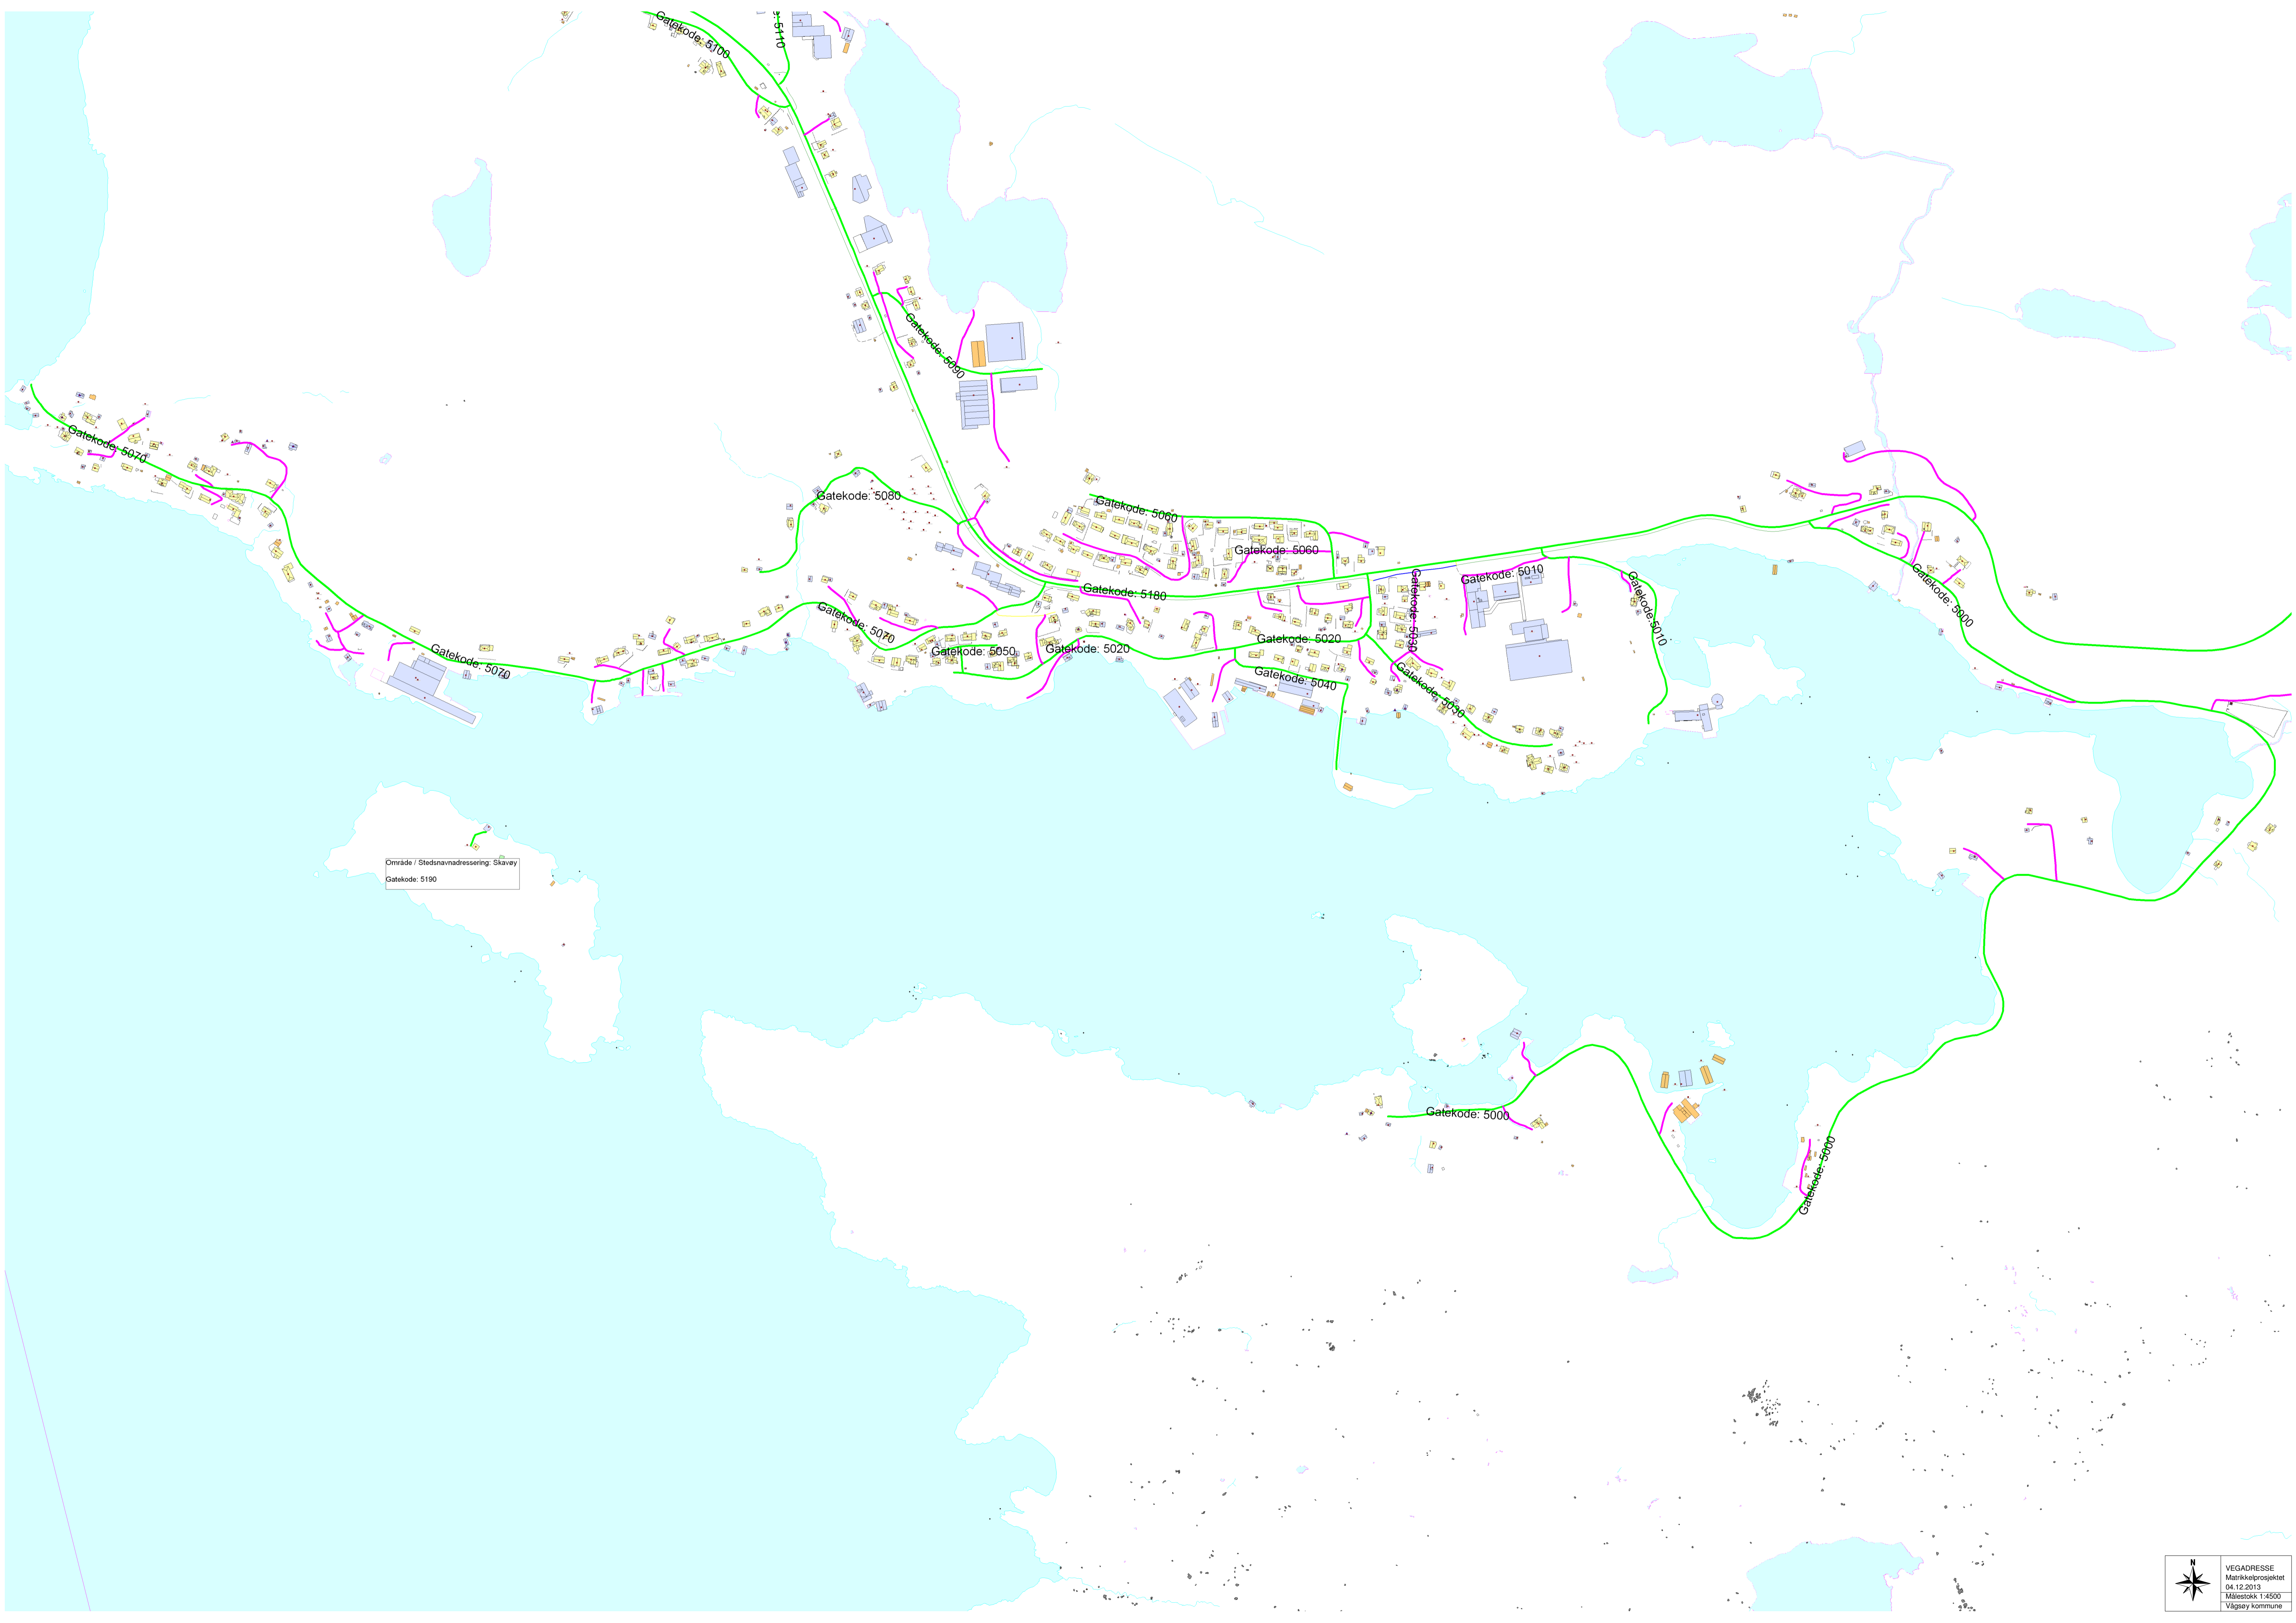 Gatekode: 5100
: 5110
Gatekode: 5090
Gatekode: 5070
Gatekode: 5080
Gatekode: 5060
Gatekode: 5060
Gatekode: 5180
Gatekode: 5010
Gatekode: 5030
Gatekode: 5010
Gatekode: 5000
Gatekode: 5070
Gatekode: 5020
Gatekode: 5050
Gatekode: 5020
Gatekode: 5070
Gatekode: 5040
Gatekode: 5030
Område / Stedsnavnadressering: Skavøy
Gatekode: 5190
Gatekode: 5000
Gatekode: 5000
N
VEGADRESSE
Matrikkelprosjektet
04.12.2013
Målestokk 1:4500
Vågsøy kommune